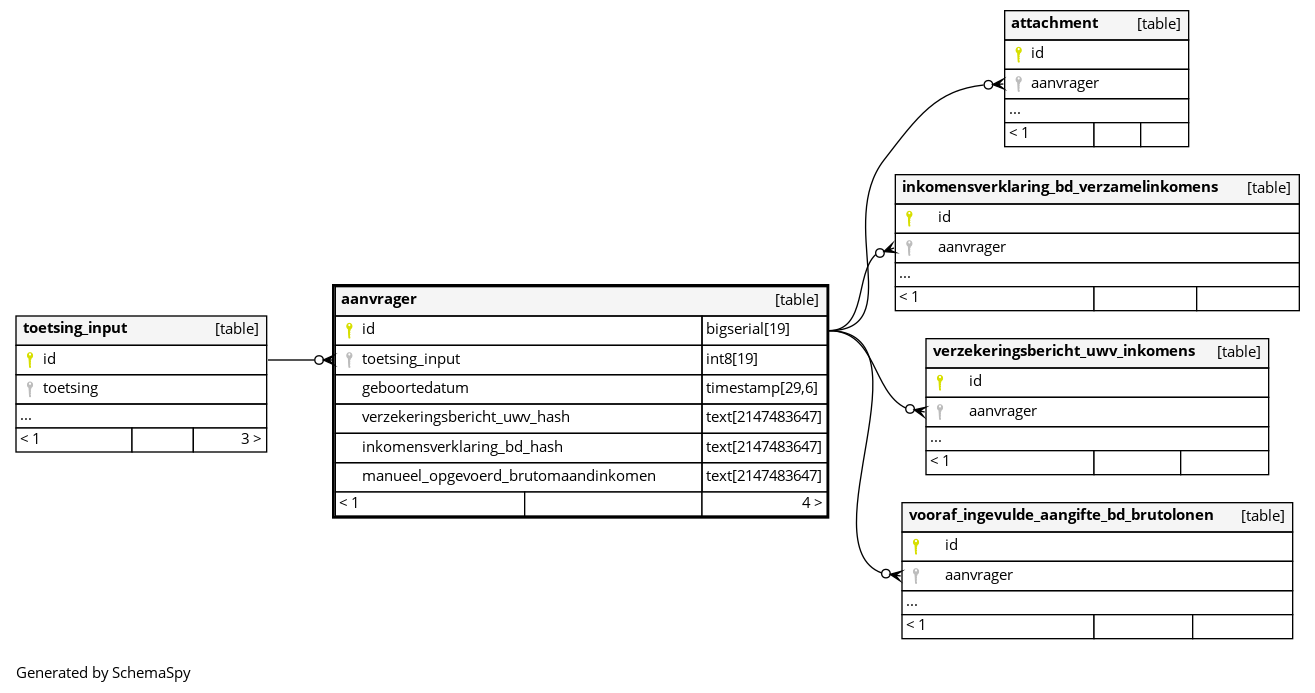 attachment [table]
id
aanvrager
...
< 1
inkomensverklaring_bd_verzamelinkomens [table]
id
aanvrager
...
< 1
aanvrager [table]
id bigserial[19]
toetsing_input int8[19]
geboortedatum timestamp[29,6]
verzekeringsbericht_uwv_hash text[2147483647]
inkomensverklaring_bd_hash text[2147483647]
manueel_opgevoerd_brutomaandinkomen text[2147483647]
< 1 4 >
toetsing_input [table]
id
toetsing
...
< 1 3 >
verzekeringsbericht_uwv_inkomens [table]
id
aanvrager
...
< 1
vooraf_ingevulde_aangifte_bd_brutolonen [table]
id
aanvrager
...
< 1
Generated by SchemaSpy